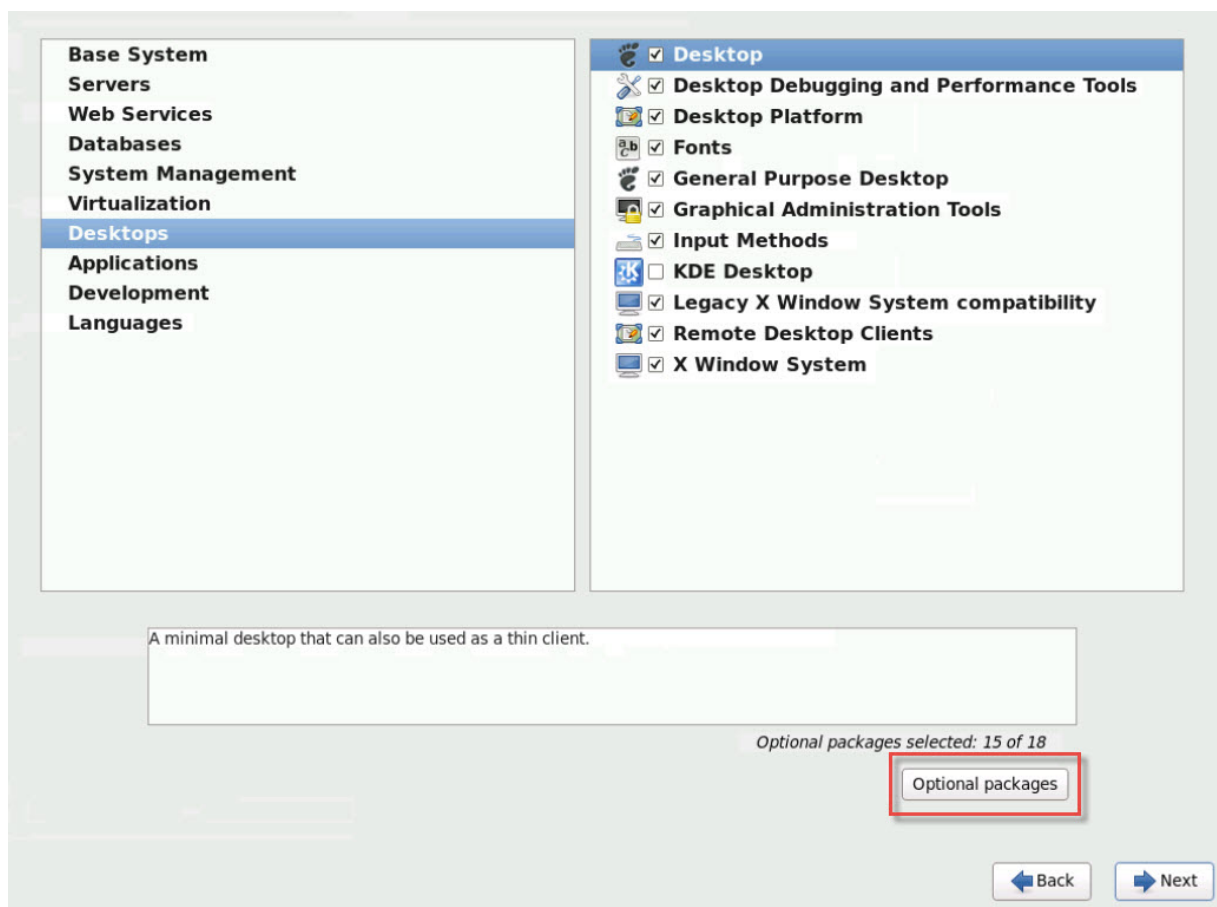 Base System
Servers
Web Services
Databases
System Management
Virtualization
Desktops
Applications
Development
Languages
Desktop
Desktop Debugging and Performance Tools
Desktop Platform
Fonts
General Purpose Desktop
Graphical Administration Tools
Input Methods
KDE Desktop
Legacy X Window System compatibility
Remote Desktop Clients
X Window System
A minimal desktop that can also be used as a thin client.
Optional packages selected: 15 of 18
Optional packages
Back
Next